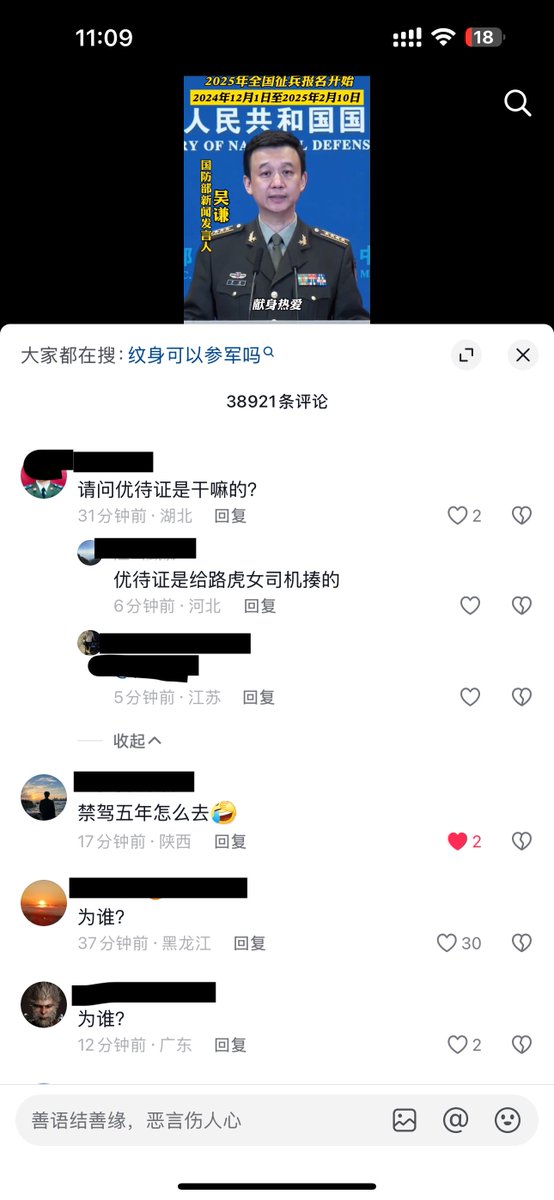 11:09
18
2025年全国征兵报名开始
2024年12月1日至2025年2月10日
人民共和国国
RY OF NATIONAL DEFENS
国防部新闻发言人
吴谦
献身热爱
大家都在搜:纹身可以参军吗
38921条评论
请问优待证是干嘛的?
31分钟前·湖北 回复
2
优待证是给路虎女司机揍的
6分钟前·河北 回复
5分钟前·江苏 回复
收起
禁驾五年怎么去🤣
17分钟前·陕西 回复
2
为谁?
37分钟前·黑龙江 回复
30
为谁?
12分钟前·广东 回复
2
善语结善缘，恶言伤人心